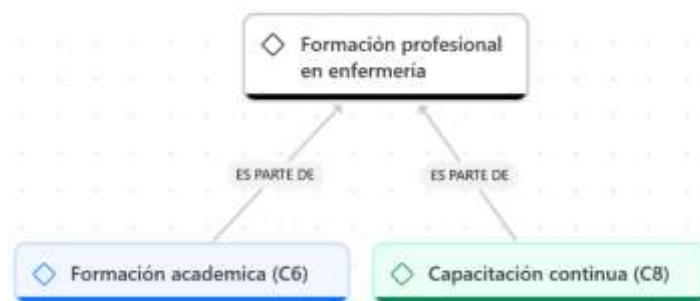 Formación profesional
en enfermería
ES PARTE DE
ES PARTE DE
Formación academica (C6)
Capacitación continua (C8)